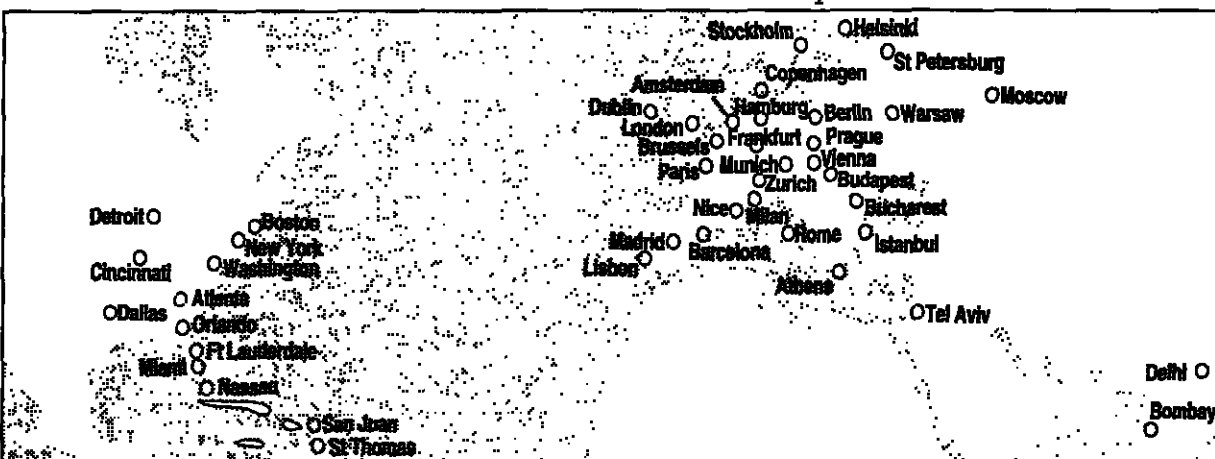 Stockholm
Helsinki
St Petersburg
Copenhagen
Amsterdam
Moscow
Dublin
Hamburg
Berlin
Warsaw
London
Brussels
Frankfurt
Prague
Paris
Munich
Vienna
Zurich
Budapest
Nice
Milan
Bucharest
Detroit
Boston
New York
Madrid
Barcelona
Rome
Istanbul
Cincinnati
Washington
Lisbon
Athens
Atlanta
Dallas
Orlando
Tel Aviv
Ft Lauderdale
Miami
Nassau
Delhi
Bombay
San Juan
St Thomas